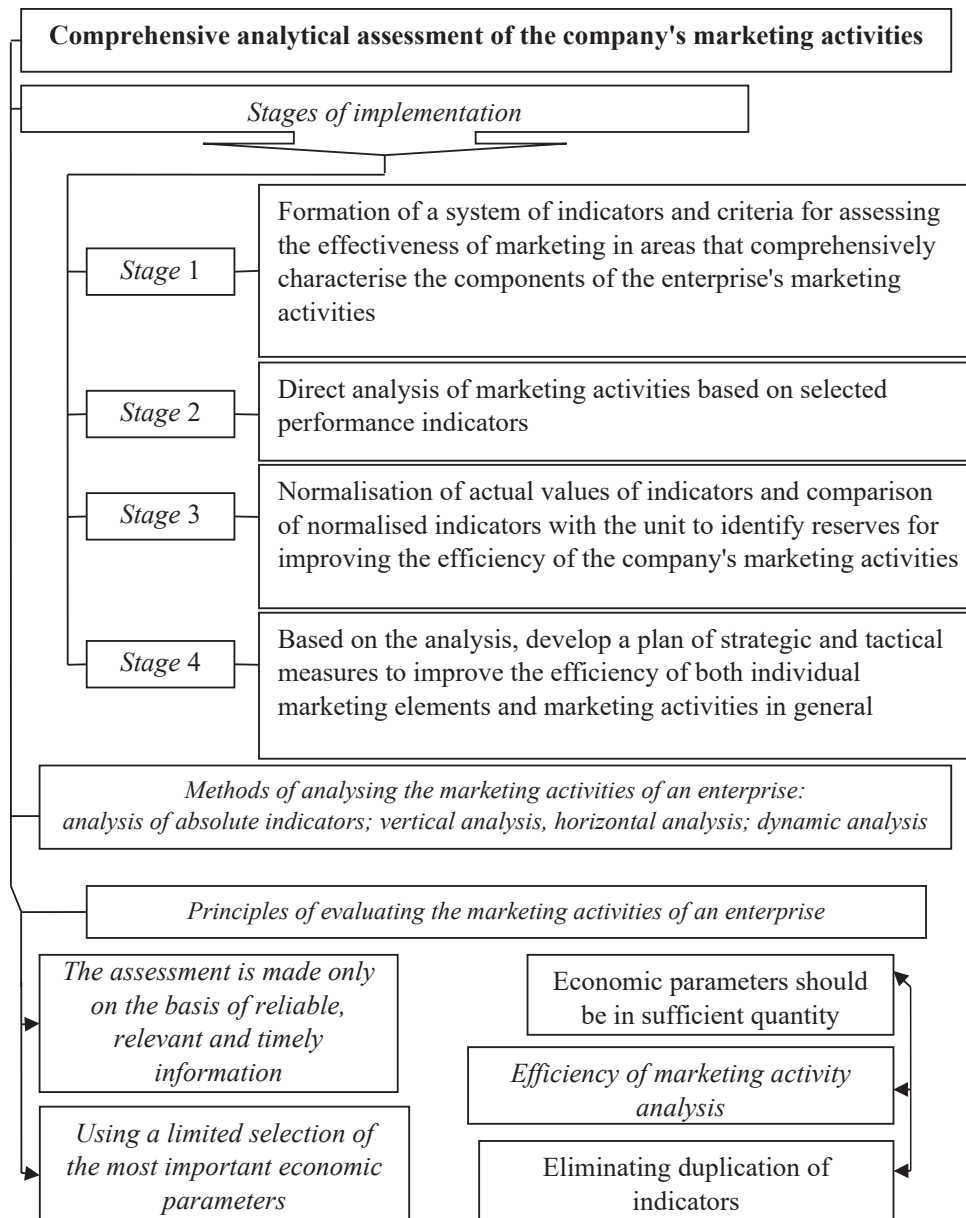 Comprehensive analytical assessment of the company's marketing activities
Stages of implementation
Stage 1
Formation of a system of indicators and criteria for assessing
the effectiveness of marketing in areas that comprehensively
characterise the components of the enterprise's marketing
activities
Stage 2
Direct analysis of marketing activities based on selected
performance indicators
Stage 3
Normalisation of actual values of indicators and comparison
of normalised indicators with the unit to identify reserves for
improving the efficiency of the company's marketing activities
Stage 4
Based on the analysis, develop a plan of strategic and tactical
measures to improve the efficiency of both individual
marketing elements and marketing activities in general
Methods of analysing the marketing activities of an enterprise:
analysis of absolute indicators; vertical analysis, horizontal analysis; dynamic analysis
Principles of evaluating the marketing activities of an enterprise
The assessment is made only
on the basis of reliable,
relevant and timely
information
Using a limited selection of
the most important economic
parameters
Economic parameters should
be in sufficient quantity
Efficiency of marketing activity
analysis
Eliminating duplication of
indicators